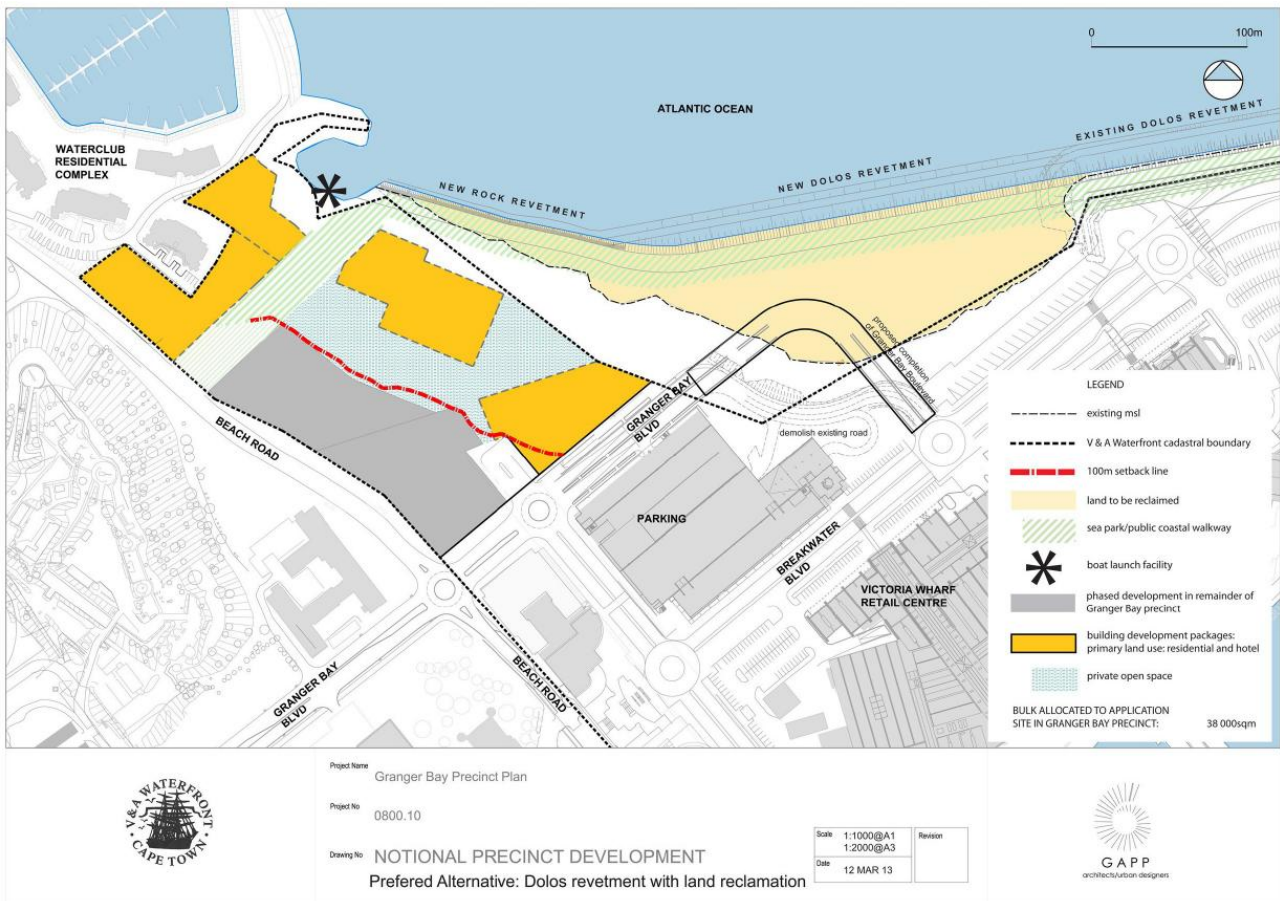 0 100m
ATLANTIC OCEAN
EXISTING DOLOS REVETMENT
WATERCLUB
RESIDENTIAL
COMPLEX
NEW ROCK REVETMENT
NEW DOLOS REVETMENT
proposed completion
of Granger Bay Boulevard
GRANGER BAY
BLVD
demolish existing road
BEACH ROAD
PARKING
BREAKWATER
BLVD
VICTORIA WHARF
RETAIL CENTRE
GRANGER BAY
BLVD
BEACH ROAD
LEGEND
existing msl
V & A Waterfront cadastral boundary
100m setback line
land to be reclaimed
sea park/public coastal walkway
boat launch facility
phased development in remainder of
Granger Bay precinct
building development packages:
primary land use: residential and hotel
private open space
BULK ALLOCATED TO APPLICATION
SITE IN GRANGER BAY PRECINCT: 38 000sqm
V&A WATERFRONT
CAPE TOWN
Project Name Granger Bay Precinct Plan
Project No 0800.10
Drawing No NOTIONAL PRECINCT DEVELOPMENT
Prefered Alternative: Dolos revetment with land reclamation
Scale 1:1000@A1
1:2000@A3
Revision
Date 12 MAR 13
GAPP
architects/urban designers